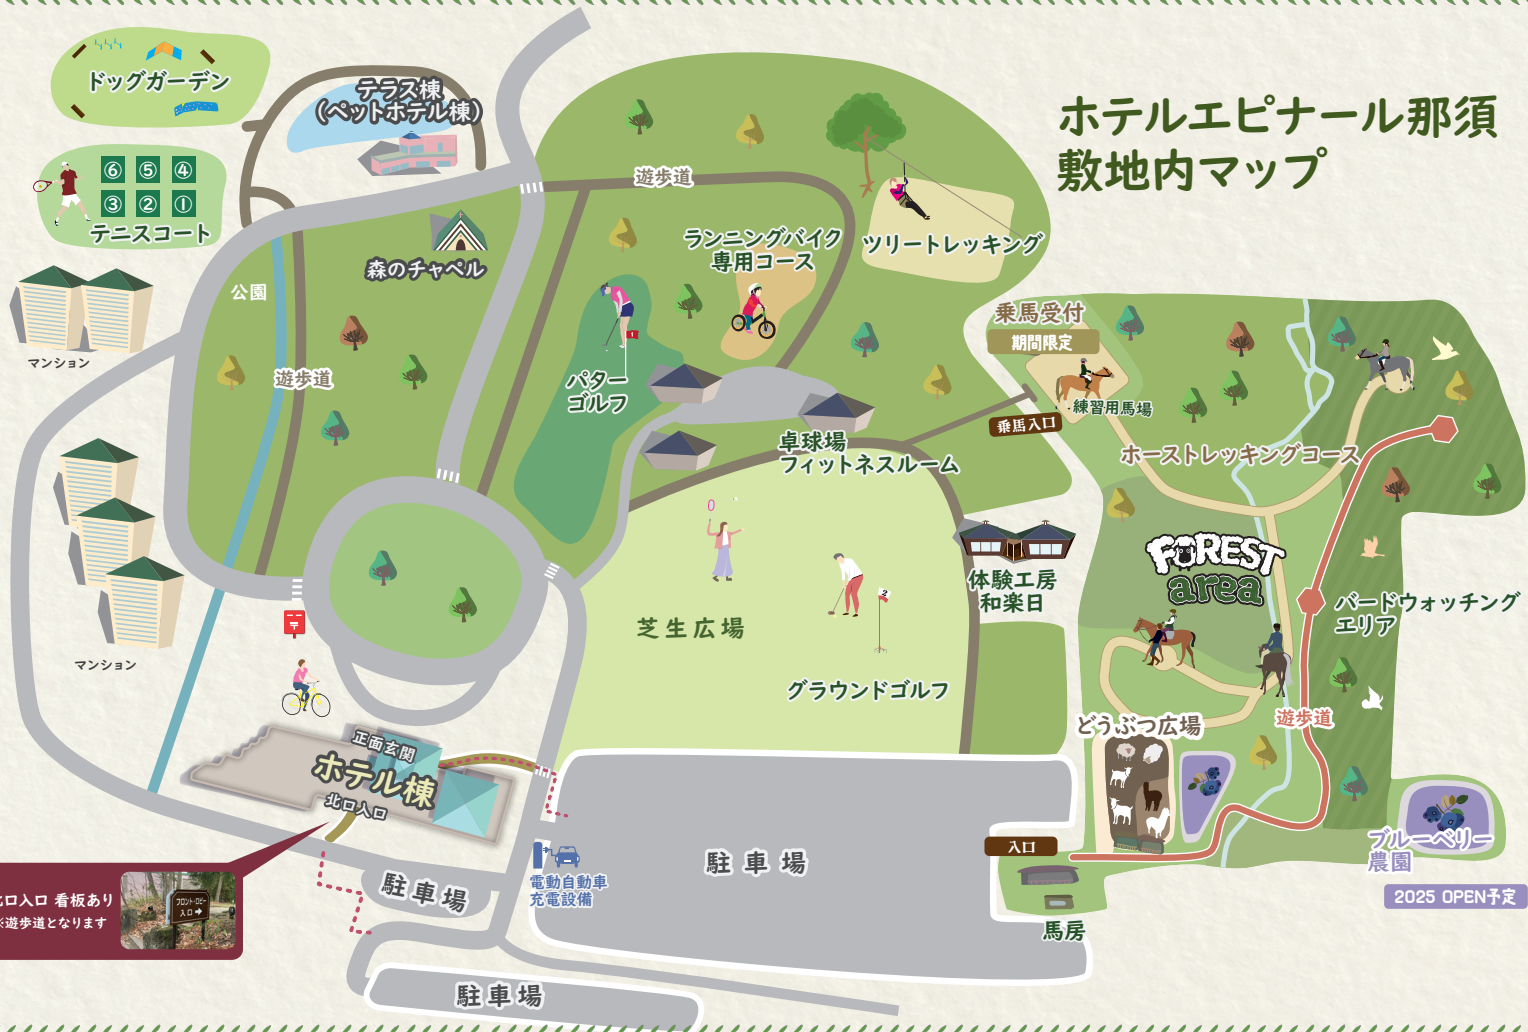 ホテルエピナール那須
敷地内マップ
ドッグガーデン
テラス棟
（ペットホテル棟）
⑥ ⑤ ④
③ ② ①
テニスコート
森のチャペル
公園
遊歩道
マンション
マンション
遊歩道
ランニングバイク
専用コース
ツリートレッキング
1
パター
ゴルフ
卓球場
フィットネスルーム
乗馬受付
期間限定
練習用馬場
乗馬入口
ホーストレッキングコース
FOREST
area
体験工房
和楽日
バードウォッチング
エリア
芝生広場
2
グラウンドゴルフ
遊歩道
どうぶつ広場
〒
正面玄関
ホテル棟
北口入口
入口
馬房
ブルーベリー
農園
2025 OPEN予定
電動自動車
充電設備
駐車場
駐車場
駐車場
口入口 看板あり
※遊歩道となります
フロント・ロビー
入口➡